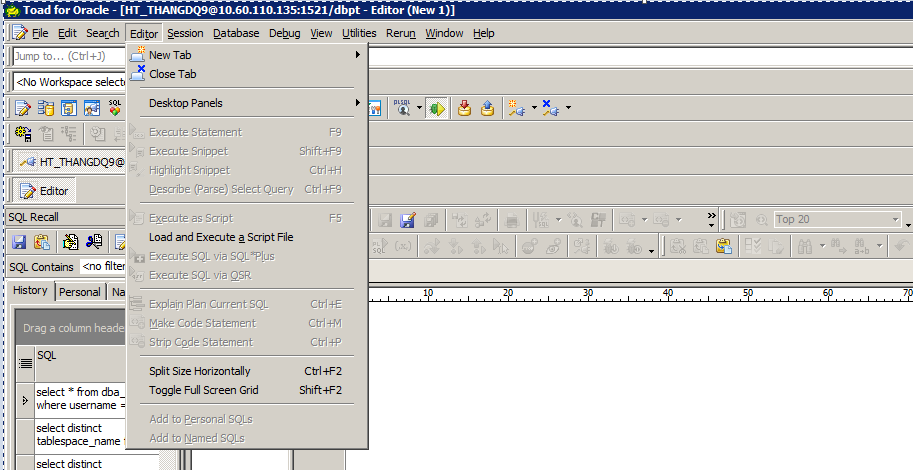 Toad for Oracle - [HT_THANGDQ9@10.60.110.135:1521/dbpt - Editor (New 1)]
File Edit Search Editor Session Database Debug View Utilities Rerun Window Help
Jump to... (Ctrl+J)
<No Workspace selecte
New Tab
Close Tab
Desktop Panels
Execute Statement F9
Execute Snippet Shift+F9
Highlight Snippet Ctrl+H
Describe (Parse) Select Query Ctrl+F9
Execute as Script F5
Load and Execute a Script File
Execute SQL via SQL*Plus
Execute SQL via QSR
Explain Plan Current SQL Ctrl+E
Make Code Statement Ctrl+M
Strip Code Statement Ctrl+P
Split Size Horizontally Ctrl+F2
Toggle Full Screen Grid Shift+F2
Add to Personal SQLs
Add to Named SQLs
SQL
PL/SQL
HT_THANGDQ9@
Editor
SQL Recall
Top 20
SQL Contains <no filter
History Personal Na
10 20 30 40 50 60 70
Drag a column heade
SQL
select * from dba_
where username =
select distinct
tablespace_name
select distinct